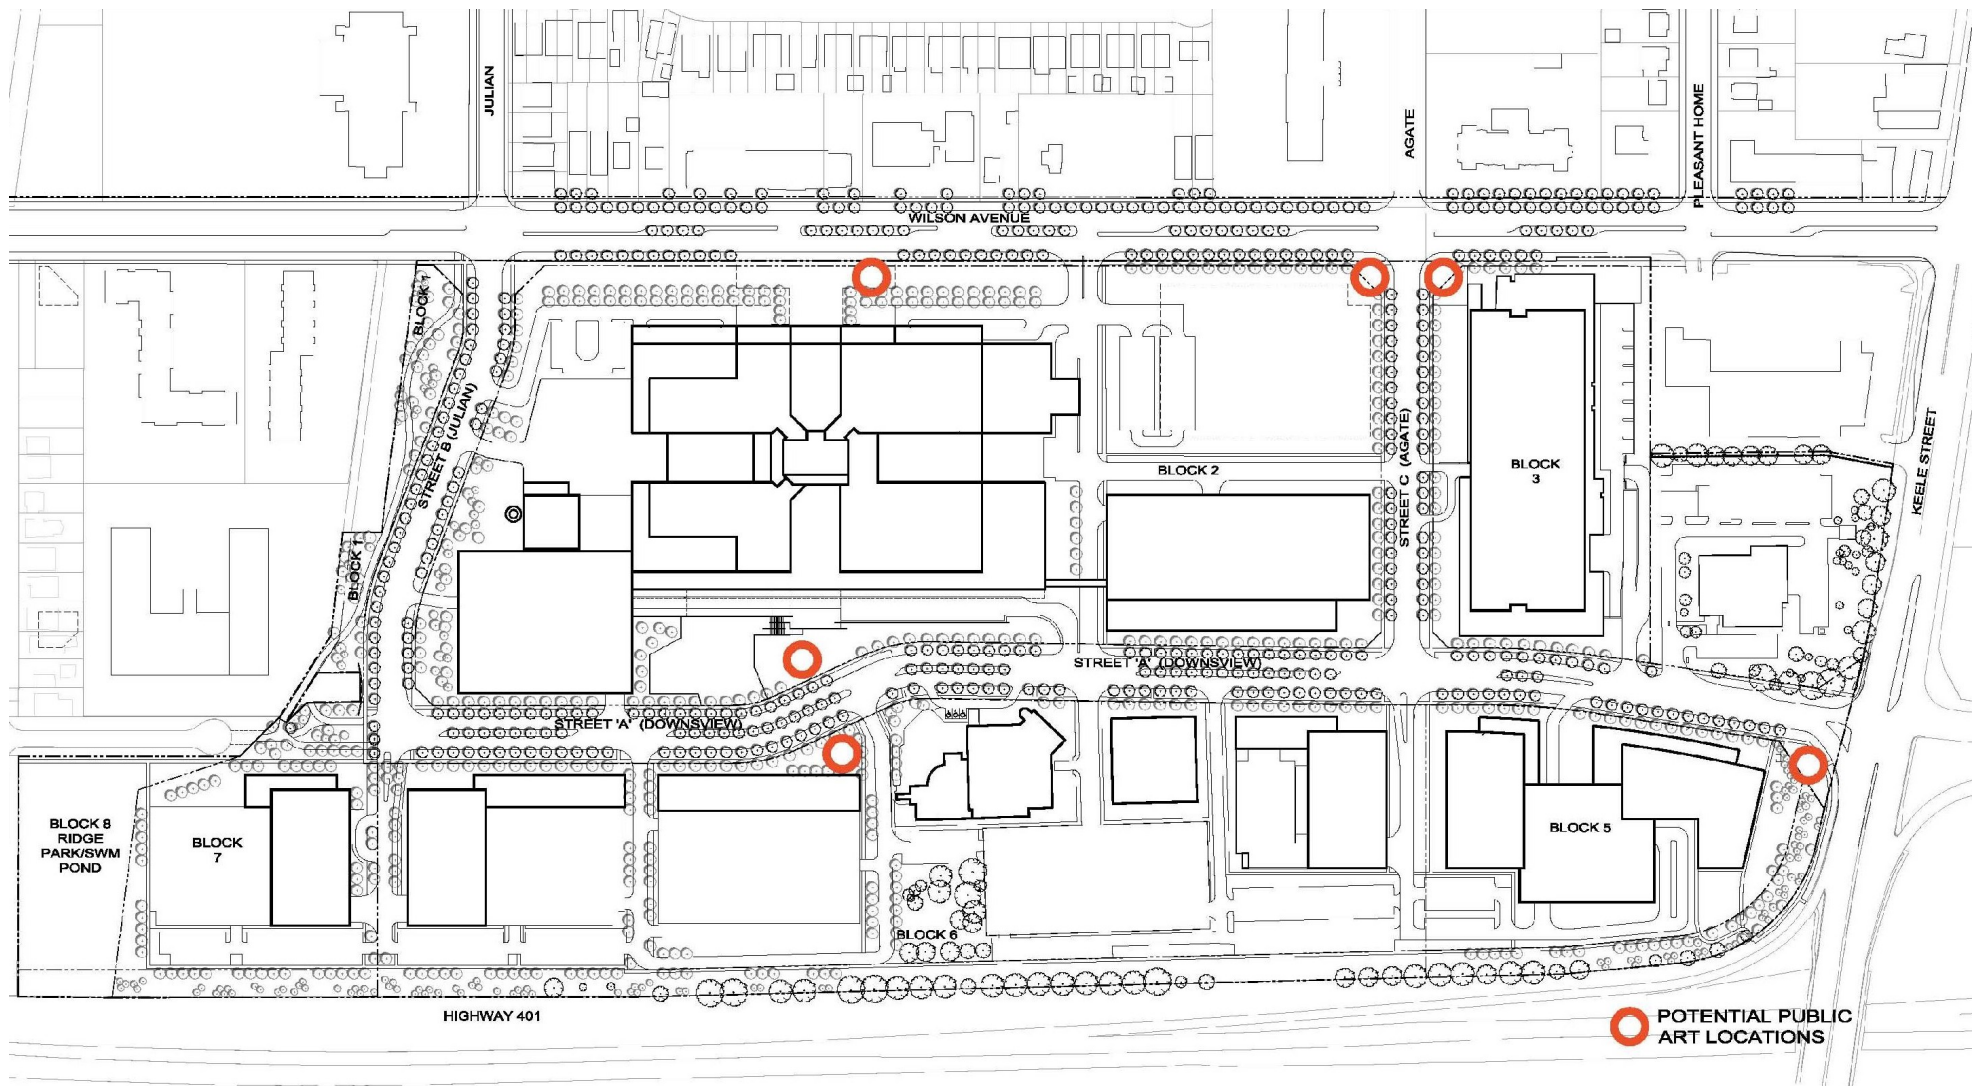 JULIAN
AGATE
PLEASANT HOME
WILSON AVENUE
BLOCK 1
STREET B (JULIAN)
BLOCK 1
BLOCK 2
STREET C (AGATE)
BLOCK
3
KEELE STREET
STREET 'A' (DOWNSVIEW)
STREET 'A' (DOWNSVIEW)
BLOCK 8
RIDGE
PARK/SWM
POND
BLOCK
7
BLOCK 5
BLOCK 6
HIGHWAY 401
POTENTIAL PUBLIC
ART LOCATIONS